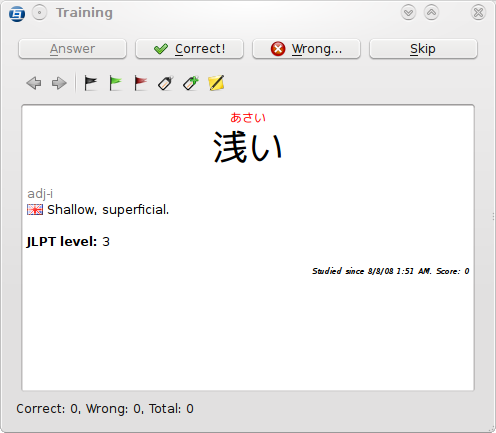 Training
Answer Correct! Wrong... Skip
あさい
浅い
adj-i
Shallow, superficial.
JLPT level: 3
Studied since 8/8/08 1:51 AM. Score: 0
Correct: 0, Wrong: 0, Total: 0